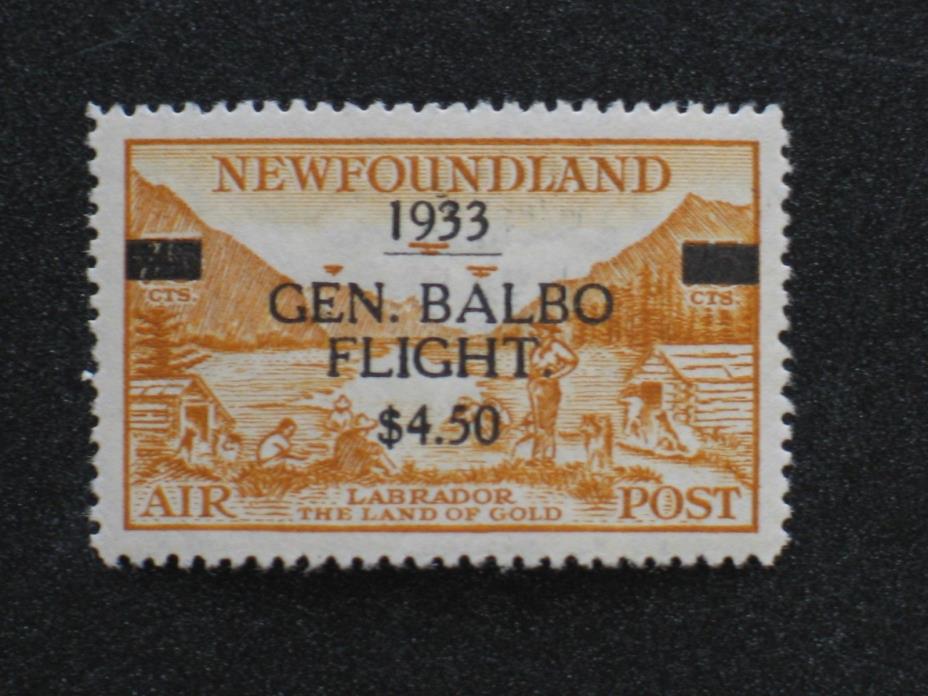 NEWFOUNDLAND
1933
CTS. CTS.
GEN. BALBO
FLIGHT.
$4.50
AIR LABRADOR POST
THE LAND OF GOLD